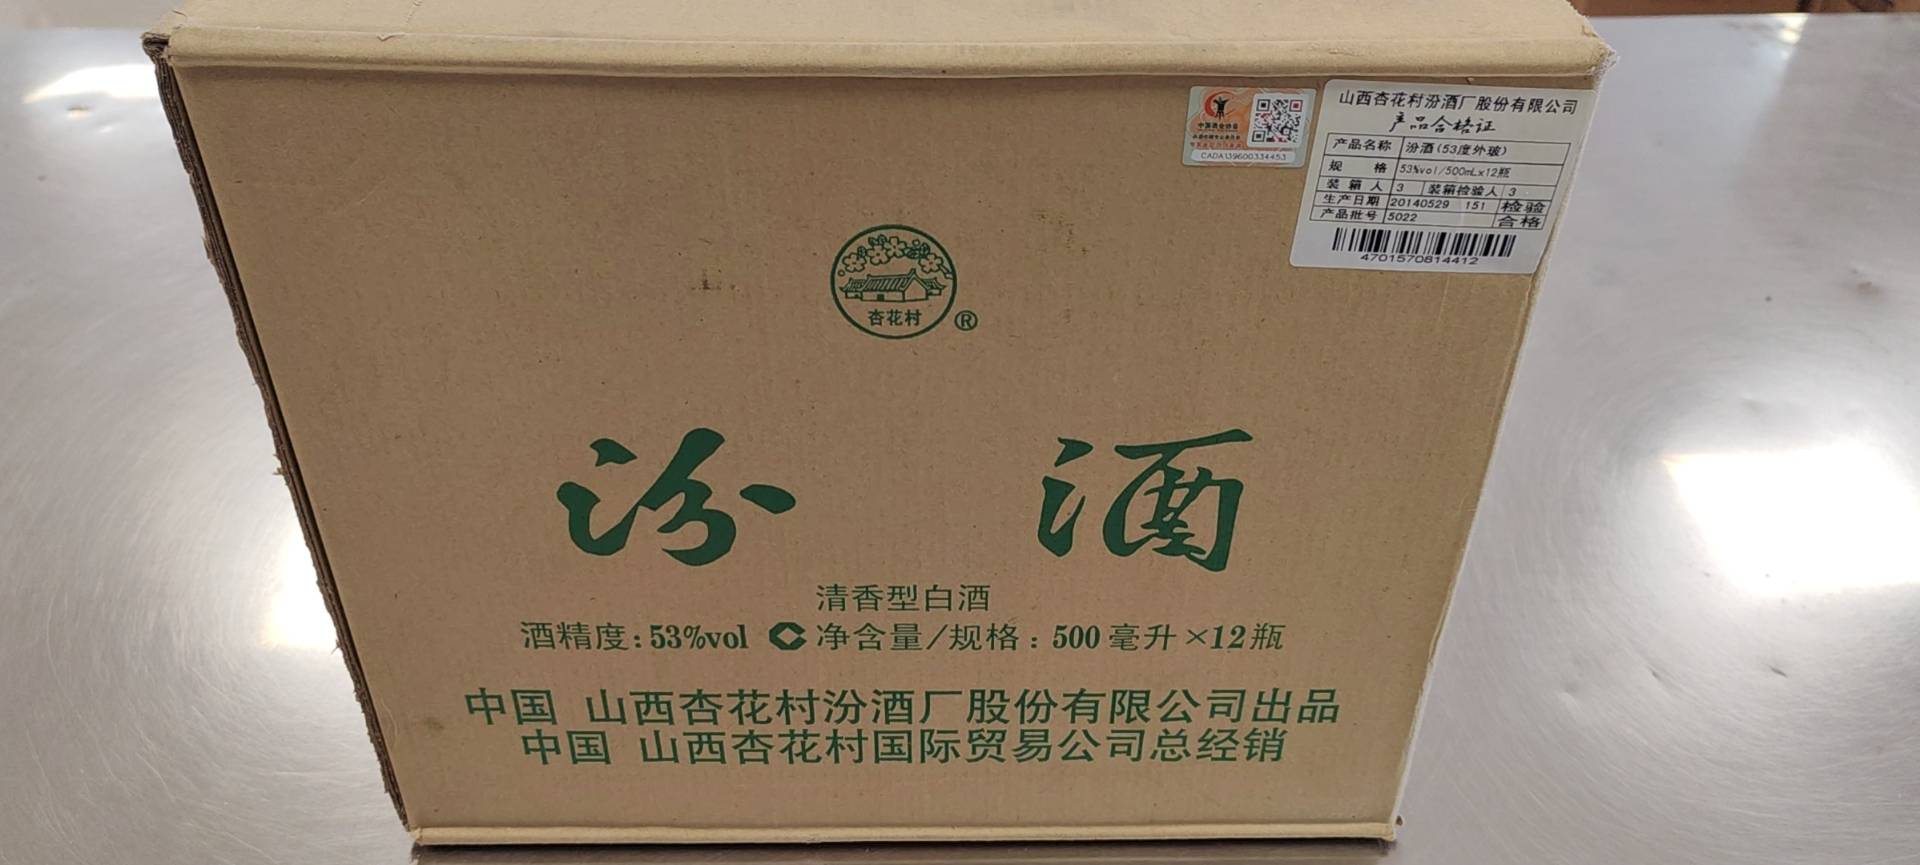 山西杏花村汾酒厂股份有限公司
产品合格证
产品名称 汾酒(53度外玻)
规 格 53%vol/500mL×12瓶
装箱人 3 装箱检验人 3
生产日期 20140529 151 检验
产品批号 5022 合格
4701570814412
中国酒业协会
CADA139600334453
杏花村
®
汾 酒
清香型白酒
酒精度:53%vol 净含量/规格:500毫升×12瓶
中国 山西杏花村汾酒厂股份有限公司出品
中国 山西杏花村国际贸易公司总经销